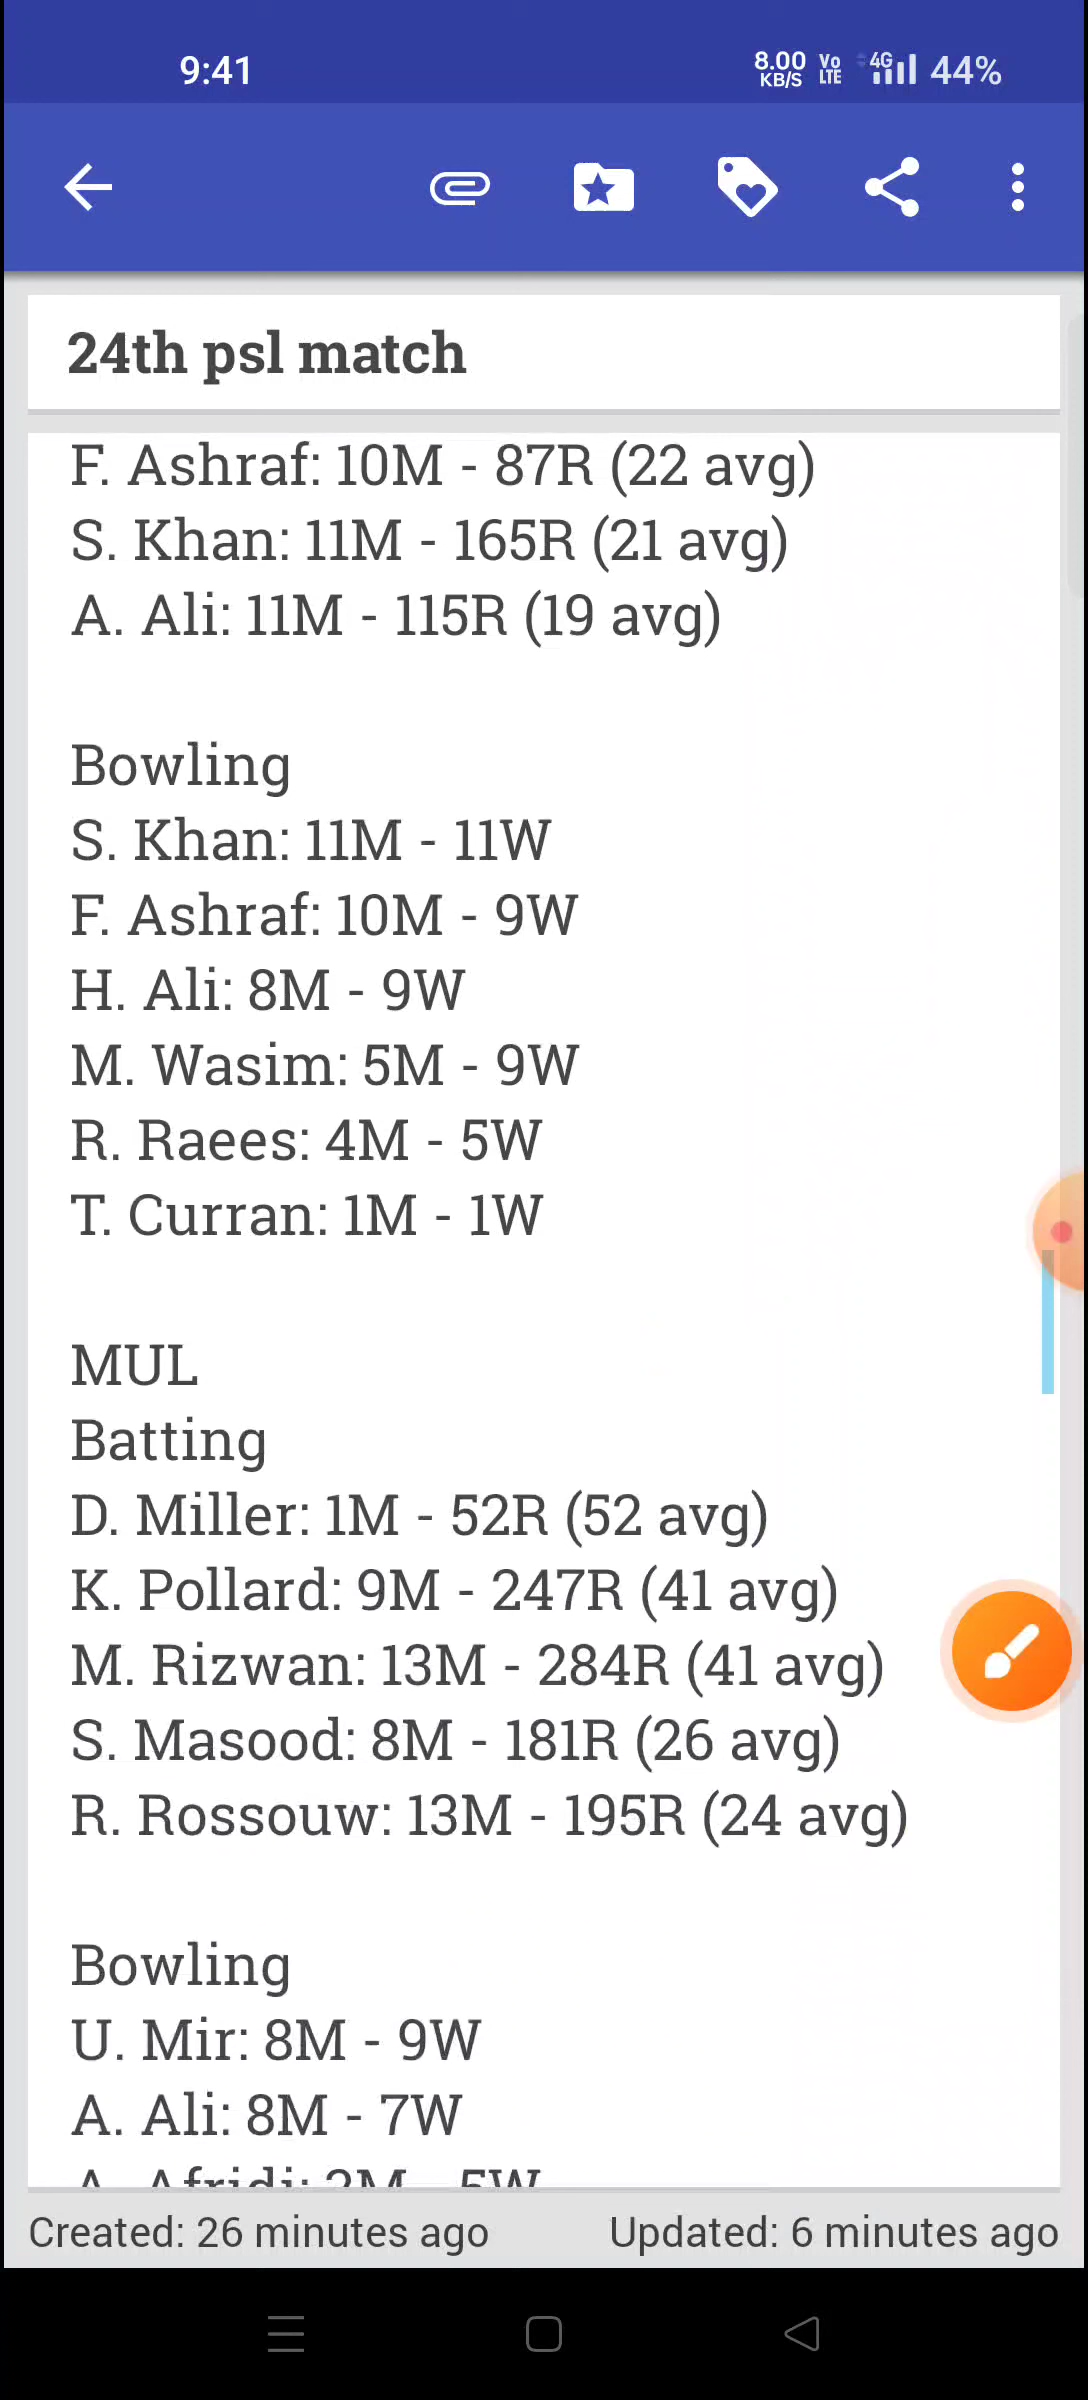 9:41
8.00 KB/S Vo LTE 4G 44%
24th psl match
F. Ashraf: 10M - 87R (22 avg)
S. Khan: 11M - 165R (21 avg)
A. Ali: 11M - 115R (19 avg)
Bowling
S. Khan: 11M - 11W
F. Ashraf: 10M - 9W
H. Ali: 8M - 9W
M. Wasim: 5M - 9W
R. Raees: 4M - 5W
T. Curran: 1M - 1W
MUL
Batting
D. Miller: 1M - 52R (52 avg)
K. Pollard: 9M - 247R (41 avg)
M. Rizwan: 13M - 284R (41 avg)
S. Masood: 8M - 181R (26 avg)
R. Rossouw: 13M - 195R (24 avg)
Bowling
U. Mir: 8M - 9W
A. Ali: 8M - 7W
A. Afridi:
Created: 26 minutes ago
Updated: 6 minutes ago